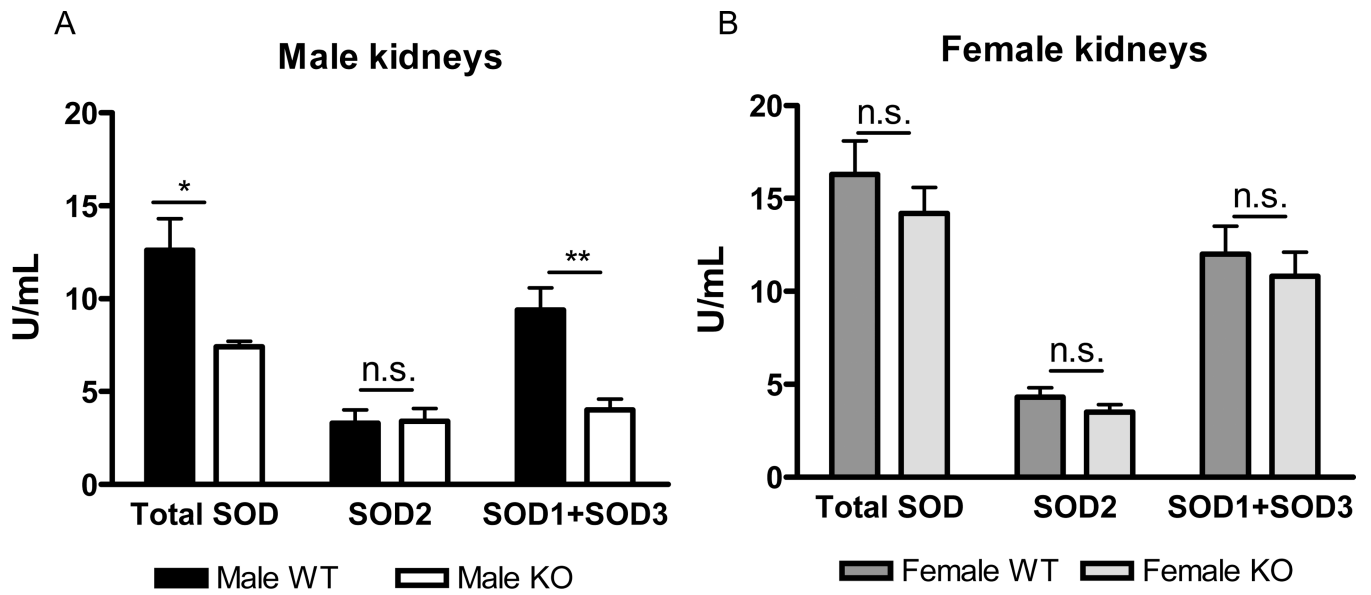 A
Male kidneys
U/mL
20
15
10
5
0
*
n.s.
**
Total SOD
SOD2
SOD1+SOD3
Male WT
Male KO
B
Female kidneys
U/mL
20
15
10
5
0
n.s.
n.s.
n.s.
Total SOD
SOD2
SOD1+SOD3
Female WT
Female KO